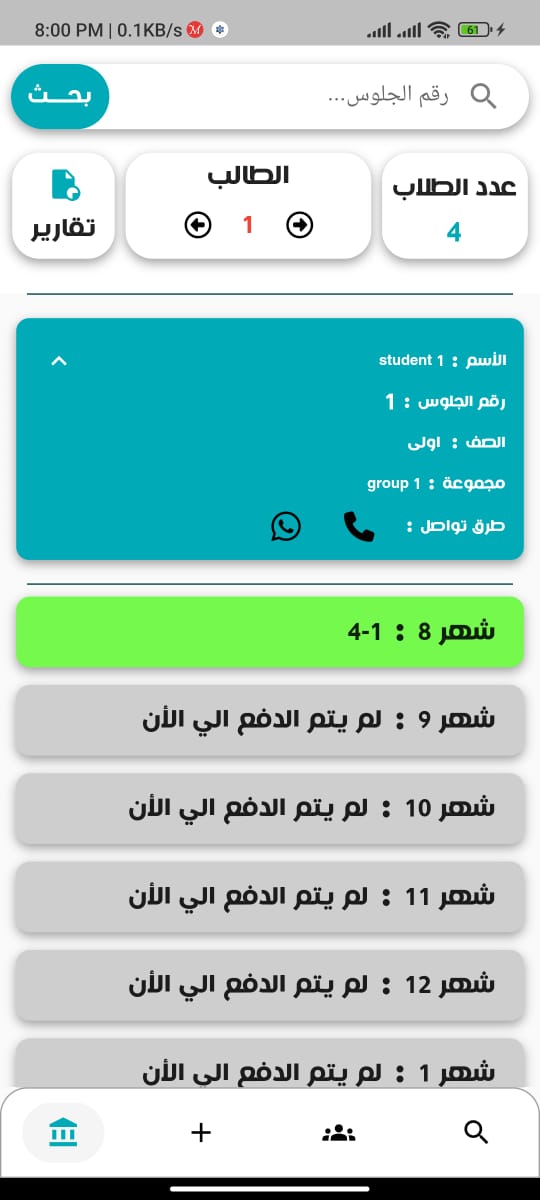 8:00 PM | 0.1KB/s
61
رقم الجلوس...
بحـــث
عدد الطلاب
4
الطالب
1
تقارير
الأسم : student 1
رقم الجلوس : 1
الصف : اولى
مجموعة : group 1
طرق تواصل :
شهر 8 : 4-1
شهر 9 : لم يتم الدفع الي الأن
شهر 10 : لم يتم الدفع الي الأن
شهر 11 : لم يتم الدفع الي الأن
شهر 12 : لم يتم الدفع الي الأن
شهر 1 : لم يتم الدفع الي الأن